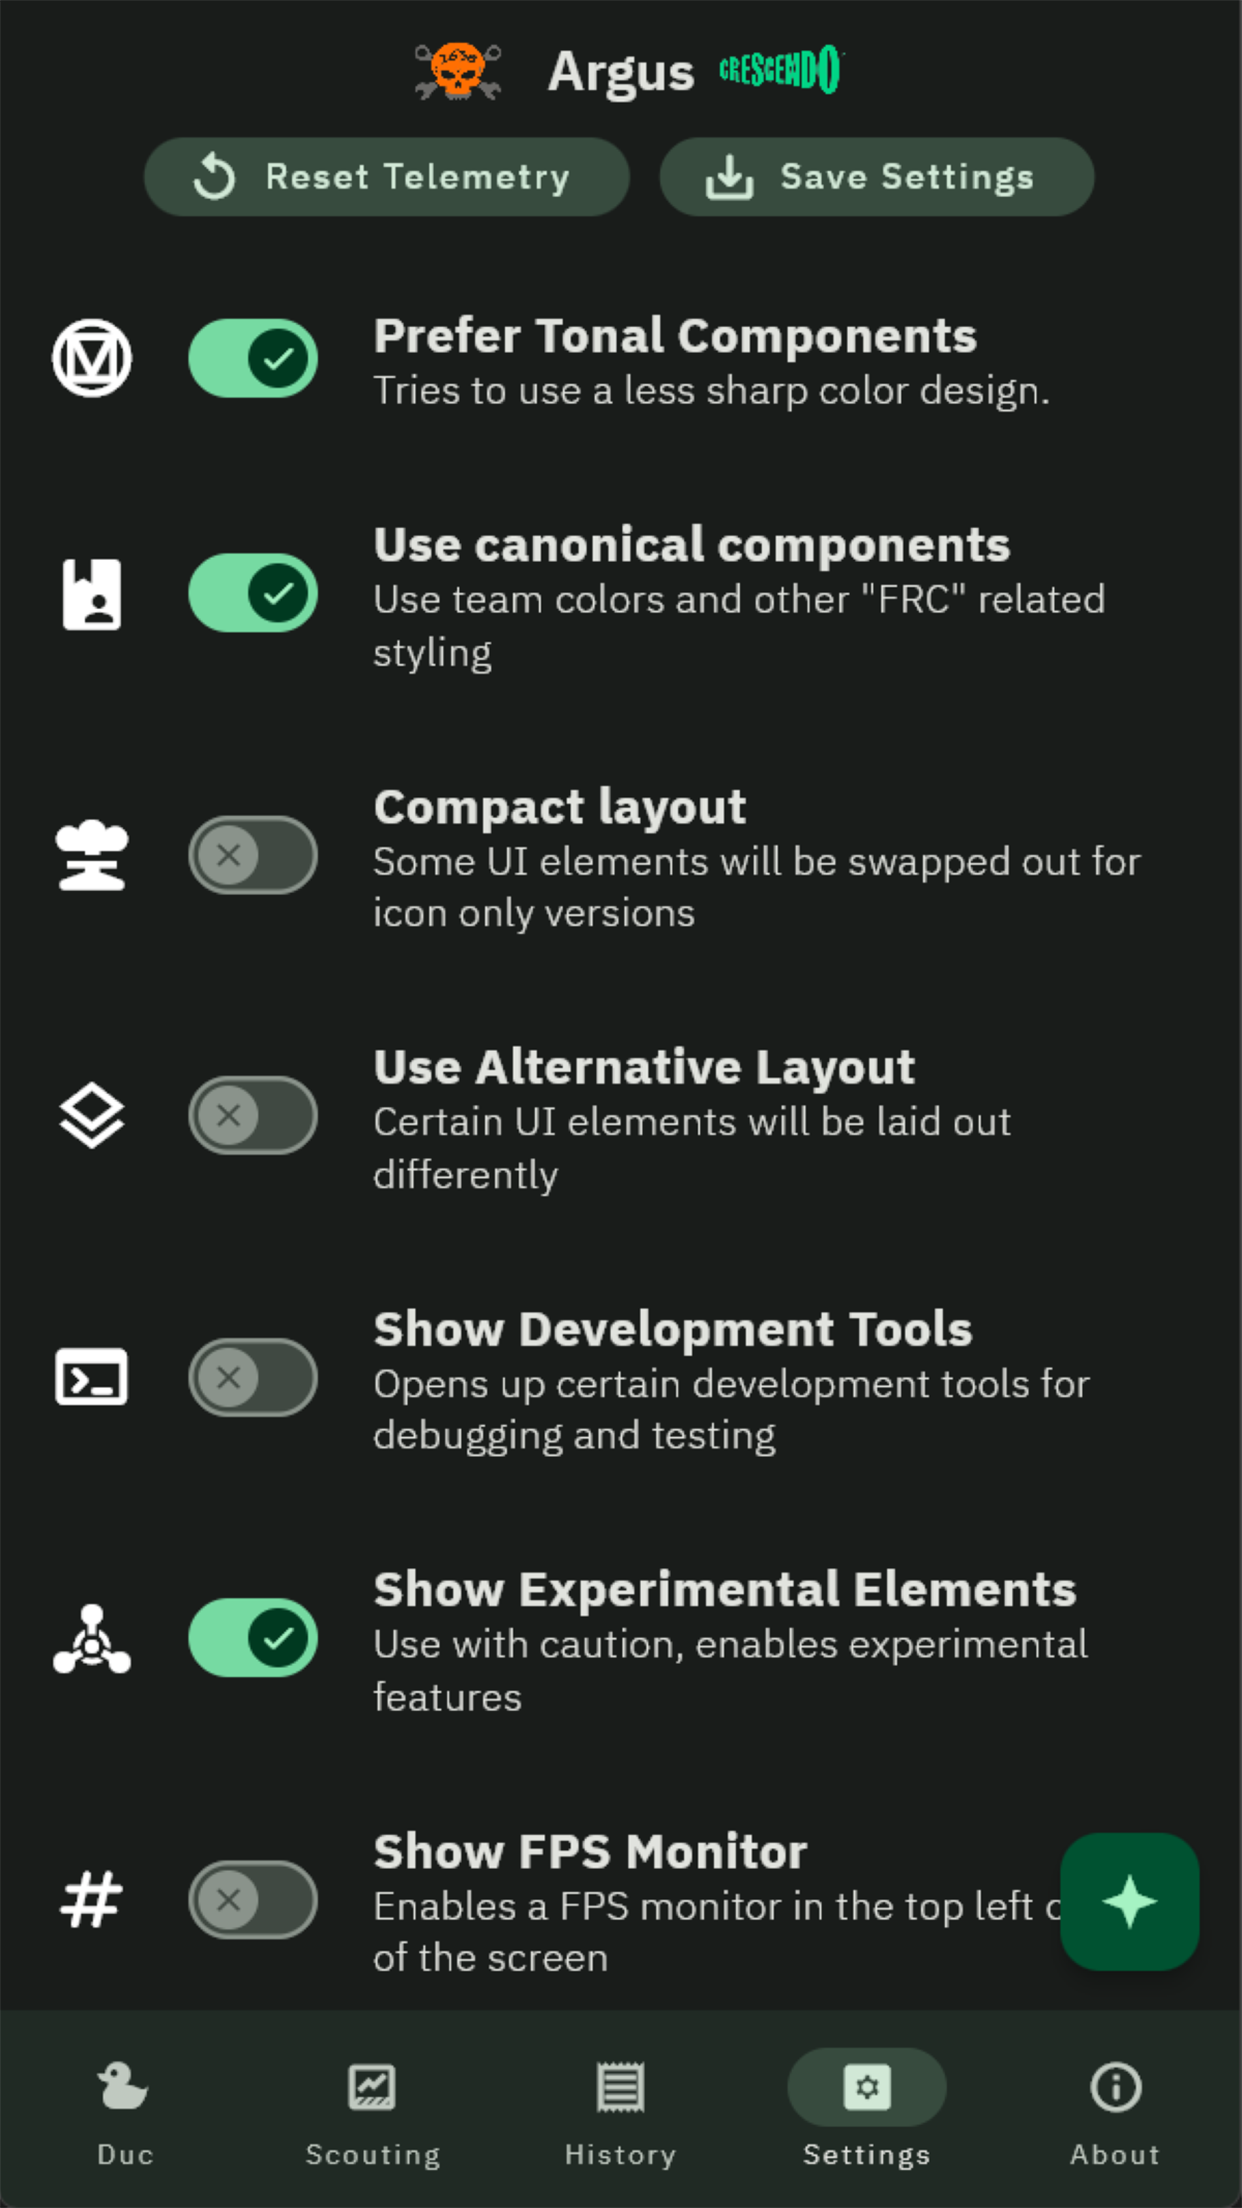 1630
Argus CRESCENDO
Reset Telemetry Save Settings
Prefer Tonal Components
Tries to use a less sharp color design.
Use canonical components
Use team colors and other "FRC" related
styling
Compact layout
Some UI elements will be swapped out for
icon only versions
Use Alternative Layout
Certain UI elements will be laid out
differently
Show Development Tools
Opens up certain development tools for
debugging and testing
Show Experimental Elements
Use with caution, enables experimental
features
Show FPS Monitor
Enables a FPS monitor in the top left
of the screen
Duc Scouting History Settings About